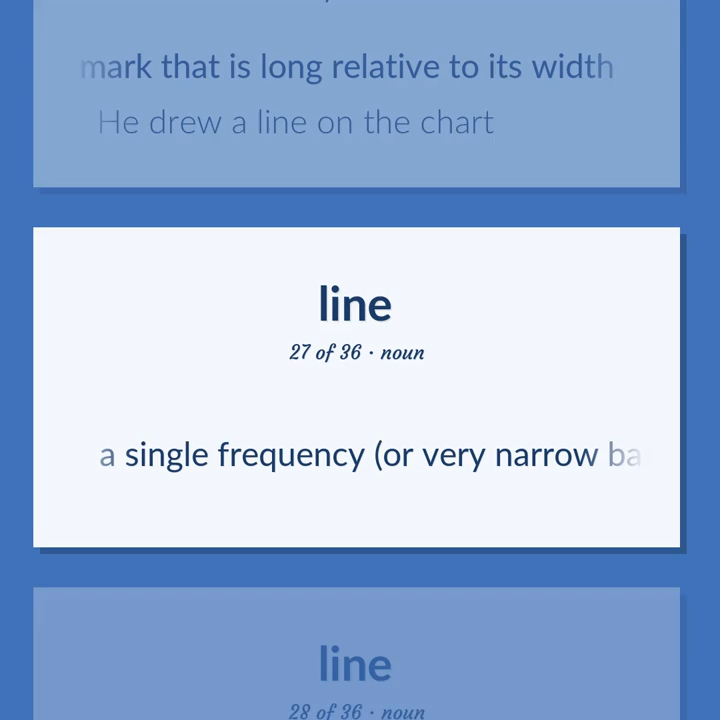 mark that is long relative to its width
He drew a line on the chart
line
27 of 36 · noun
a single frequency (or very narrow
line
28 of 36 · noun